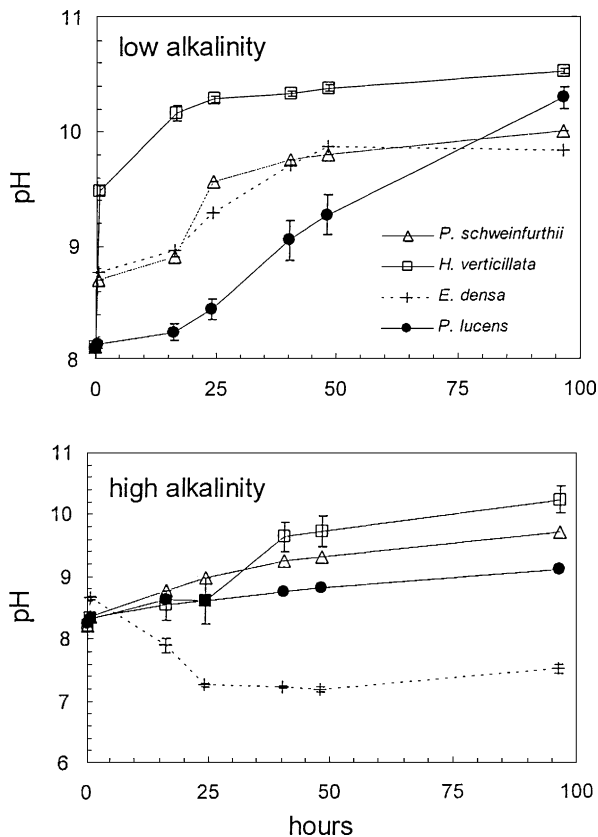 11
low alkalinity
10
pH
9
P. schweinfurthii
H. verticillata
E. densa
P. lucens
8
0 25 50 75 100
11
high alkalinity
10
9
pH
8
7
6
0 25 50 75 100
hours